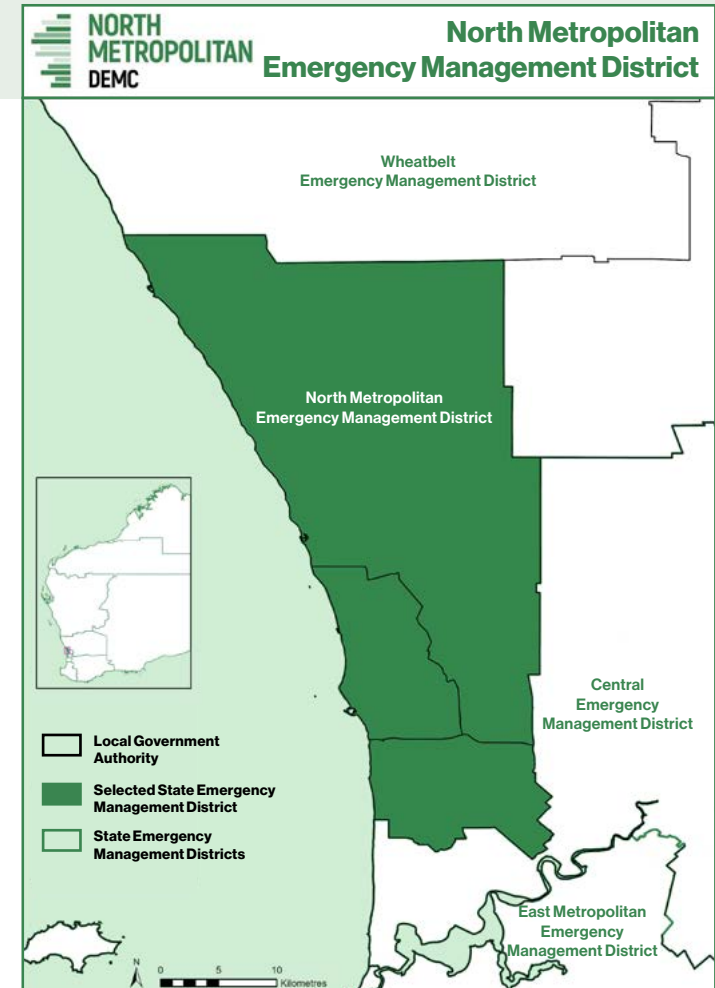 NORTH
METROPOLITAN
DEMC
North Metropolitan
Emergency Management District
Wheatbelt
Emergency Management District
North Metropolitan
Emergency Management District
Central
Emergency
Management District
Local Government
Authority
Selected State Emergency
Management District
State Emergency
Management Districts
East Metropolitan
Emergency
Management District
N
0 5 10
Kilometres